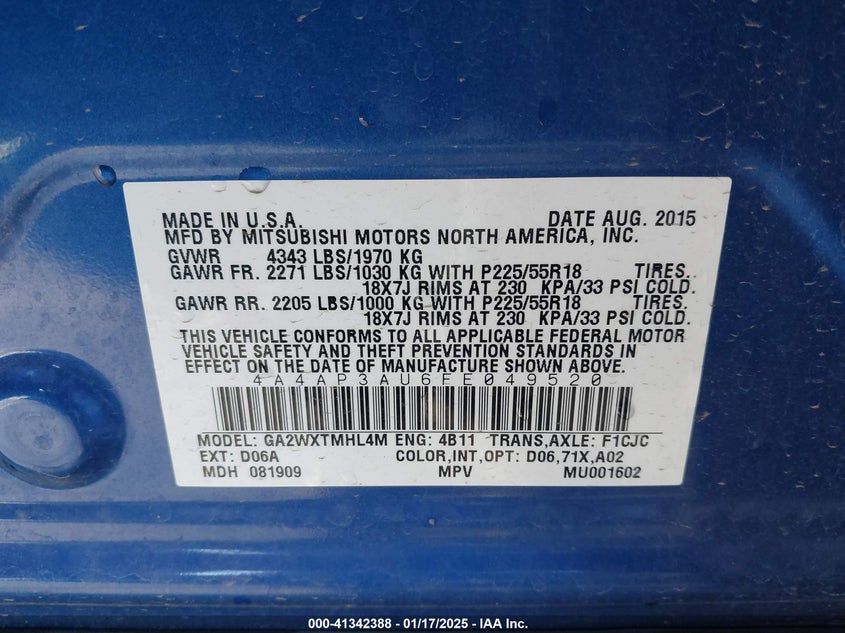 MADE IN U.S.A. DATE AUG. 2015
MFD BY MITSUBISHI MOTORS NORTH AMERICA, INC.
GVWR 4343 LBS/1970 KG
GAWR FR. 2271 LBS/1030 KG WITH P225/55R18 TIRES.
18X7J RIMS AT 230 KPA/33 PSI COLD.
GAWR RR. 2205 LBS/1000 KG WITH P225/55R18 TIRES.
18X7J RIMS AT 230 KPA/33 PSI COLD.
THIS VEHICLE CONFORMS TO ALL APPLICABLE FEDERAL MOTOR
VEHICLE SAFETY AND THEFT PREVENTION STANDARDS IN
EFFECT ON THE DATE OF MANUFACTURE SHOWN ABOVE.
4A4AP3AU6FE049520
MODEL: GA2WXTMHL4M ENG: 4B11 TRANS,AXLE: F1CJC
EXT: D06A COLOR,INT,OPT: D06,71X,A02
MDH 081909 MPV MU001602
000-41342388 - 01/17/2025 - IAA Inc.